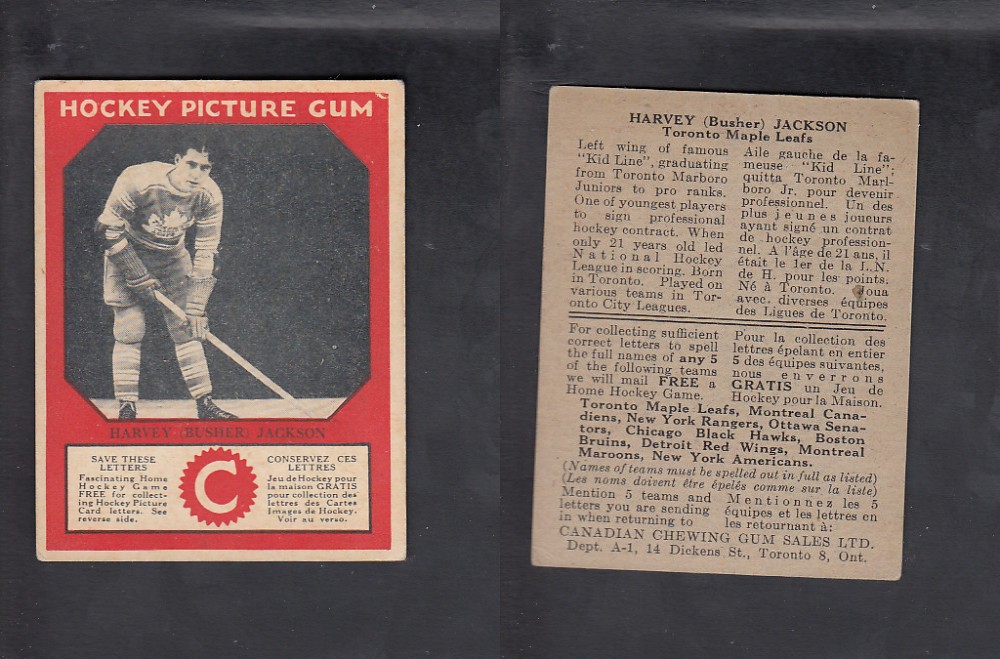 HOCKEY PICTURE GUM
HARVEY (BUSHER) JACKSON
SAVE THESE
LETTERS
Fascinating Home
Hockey Game
FREE for collect-
ing Hockey Picture
Card letters. See
reverse side.
C
CONSERVEZ CES
LETTRES
Jeu de Hockey pour
la maison GRATIS
pour collection des
lettres des Cartes
Images de Hockey.
Voir au verso.
HARVEY (Busher) JACKSON
Toronto Maple Leafs
Left wing of famous
"Kid Line", graduating
from Toronto Marboro
Juniors to pro ranks.
One of youngest players
to sign professional
hockey contract. When
only 21 years old led
National Hockey
League in scoring. Born
in Toronto. Played on
various teams in Tor-
onto City Leagues.
Aile gauche de la fa-
meuse "Kid Line";
quitta Toronto Marl-
boro Jr. pour devenir
professionnel. Un des
plus jeunes joueurs
ayant signé un contrat
de hockey profession-
nel. A l'âge de 21 ans, il
était le 1er de la L.N.
de H. pour les points.
Né à Toronto. Joua
avec diverses équipes
des Ligues de Toronto.
For collecting sufficient
correct letters to spell
the full names of any 5
of the following teams
we will mail FREE a
Home Hockey Game.
Pour la collection des
lettres épelant en entier
5 des équipes suivantes,
nous enverrons
GRATIS un Jeu de
Hockey pour la Maison.
Toronto Maple Leafs, Montreal Cana-
diens, New York Rangers, Ottawa Sena-
tors, Chicago Black Hawks, Boston
Bruins, Detroit Red Wings, Montreal
Maroons, New York Americans.
(Names of teams must be spelled out in full as listed)
(Les noms doivent être épelés comme sur la liste)
Mention 5 teams and
letters you are sending
in when returning to
Mentionnez les 5
équipes et les lettres en
les retournant à:
CANADIAN CHEWING GUM SALES LTD.
Dept. A-1, 14 Dickens St., Toronto 8, Ont.